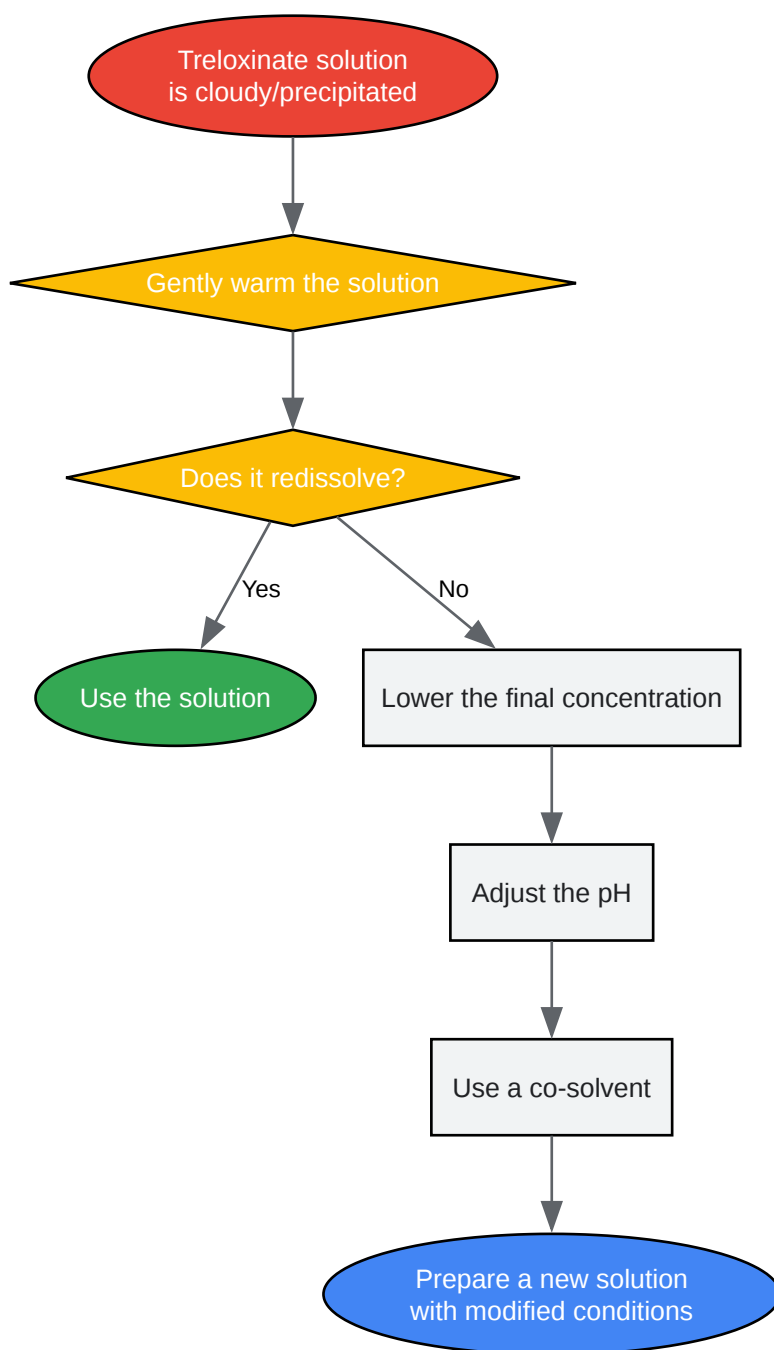 Treloxinate solution
is cloudy/precipitated
Gently warm the solution
Does it redissolve?
Yes
No
Use the solution
Lower the final concentration
Adjust the pH
Use a co-solvent
Prepare a new solution
with modified conditions